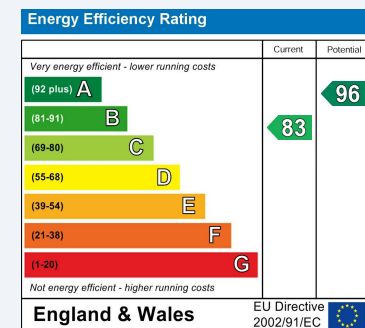 Energy Efficiency Rating
Current Potential
Very energy efficient - lower running costs
(92 plus) A
(81-91) B
(69-80) C
(55-68) D
(39-54) E
(21-38) F
(1-20) G
83
96
Not energy efficient - higher running costs
England & Wales
EU Directive
2002/91/EC